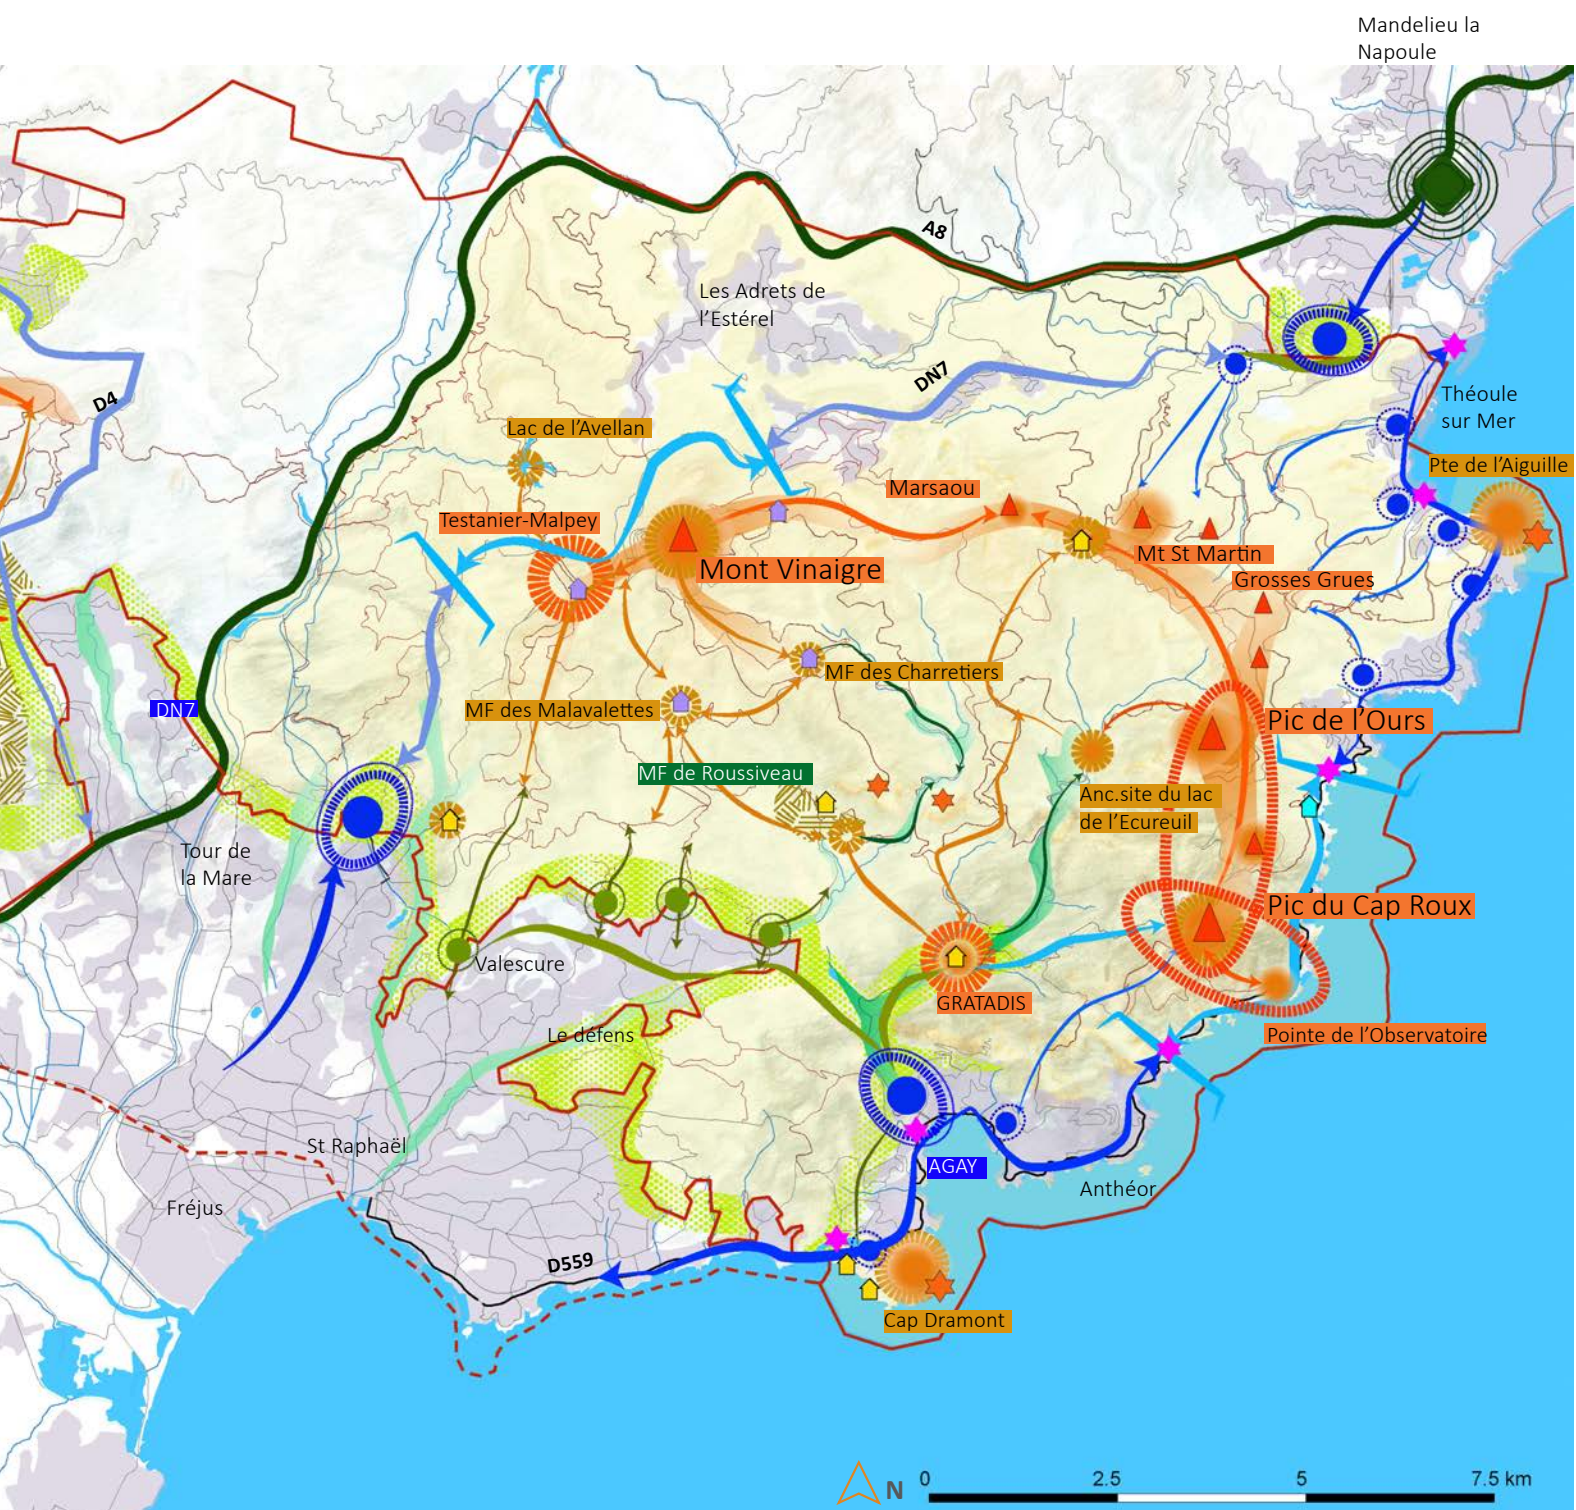 Mandelieu la
Napoule
A8
Les Adrets de
l'Estérel
DN7
D4
Théoule
sur Mer
Lac de l'Avellan
Pte de l'Aiguille
Marsaou
Testanier-Malpey
Mt St Martin
Mont Vinaigre
Grosses Grues
MF des Charretiers
DN7
MF des Malavalettes
Pic de l'Ours
MF de Roussiveau
Anc.site du lac
de l'Ecureuil
Tour de
la Mare
Pic du Cap Roux
Valescure
GRATADIS
Le défens
Pointe de l'Observatoire
St Raphaël
AGAY
Anthéor
Fréjus
D559
Cap Dramont
N
0 2.5 5 7.5 km